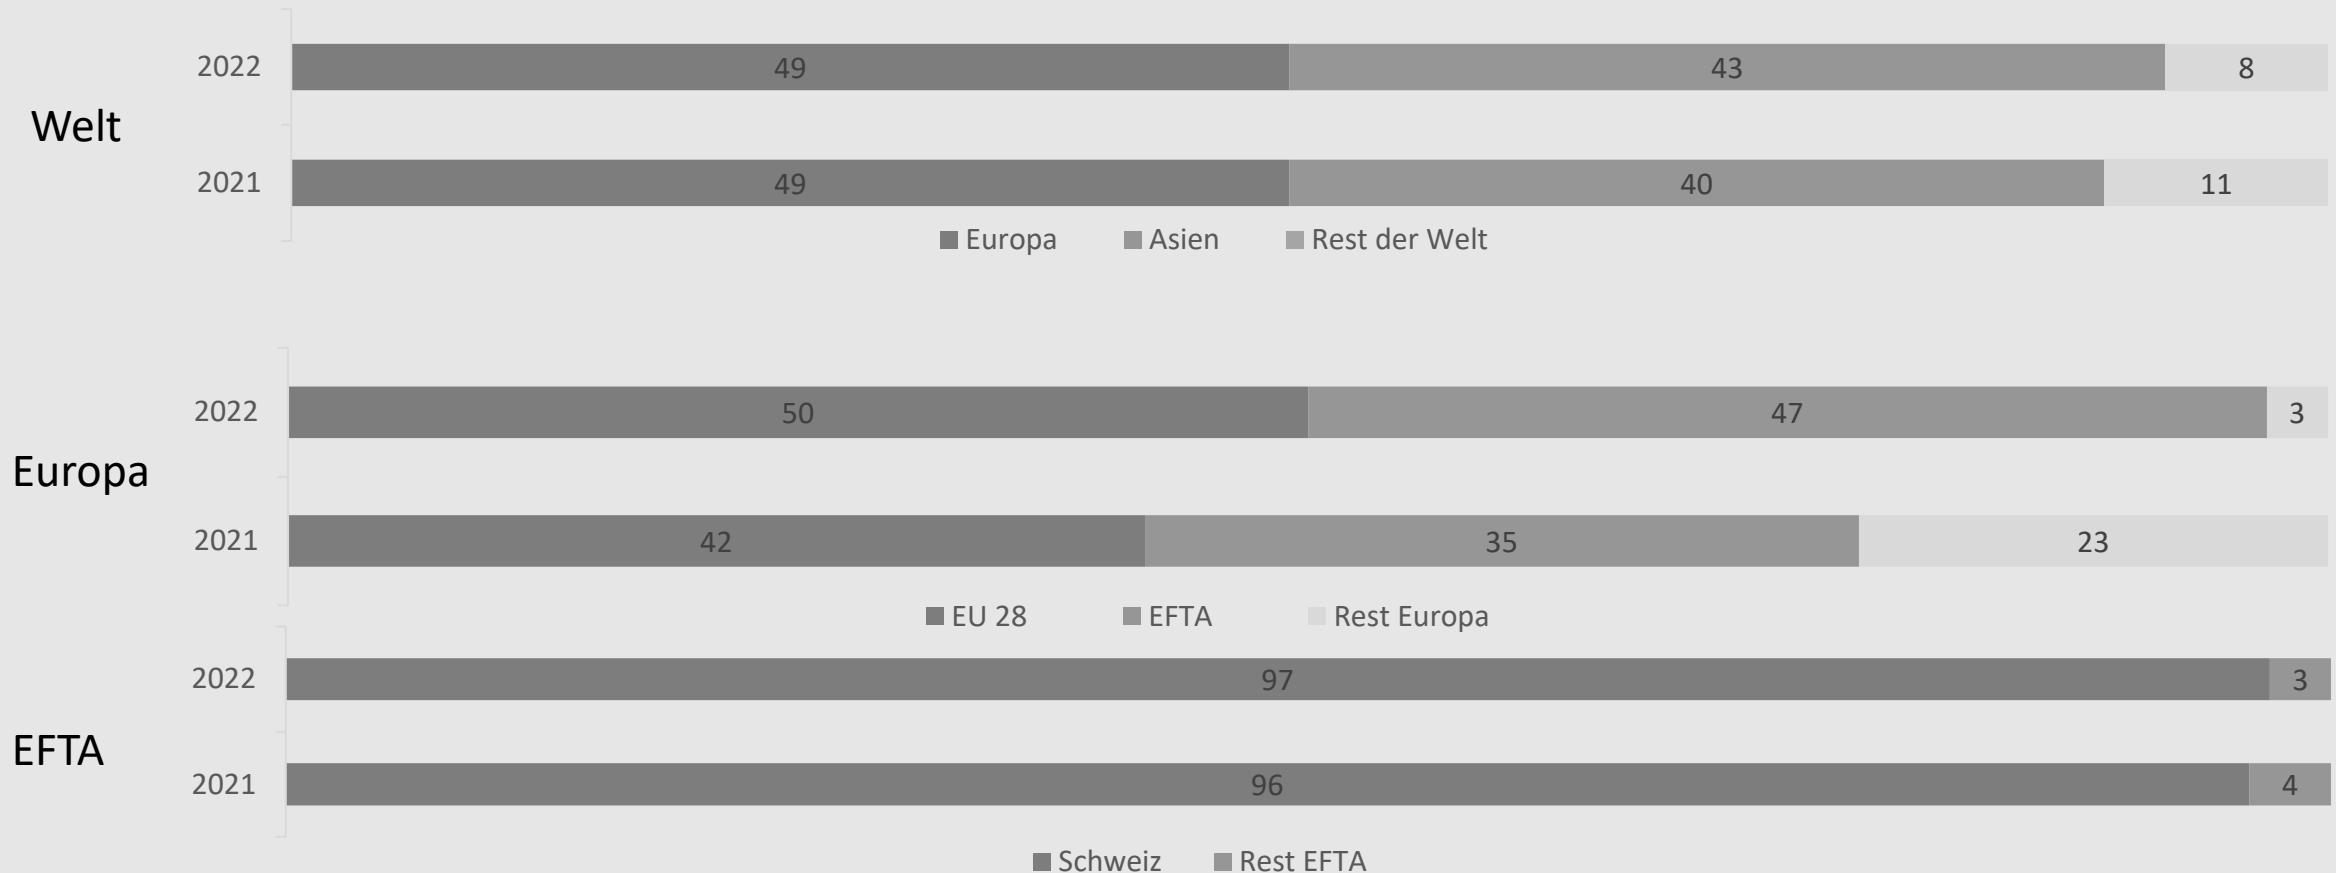 2022 49 43 8
Welt
2021 49 40 11
Europa Asien Rest der Welt
2022 50 47 3
Europa
2021 42 35 23
EU 28 EFTA Rest Europa
2022 97 3
EFTA
2021 96 4
Schweiz Rest EFTA